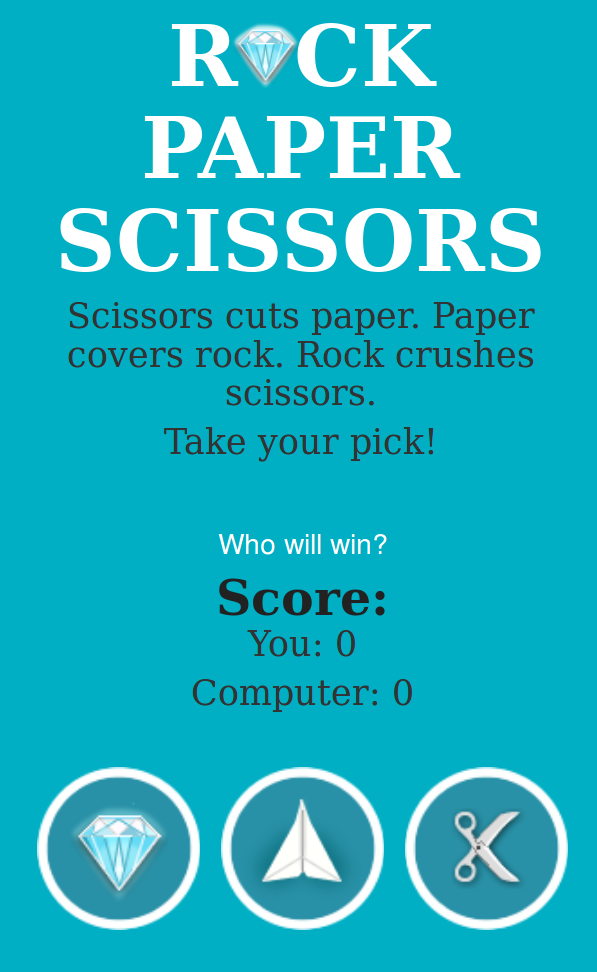 R💎CK
PAPER
SCISSORS
Scissors cuts paper. Paper
covers rock. Rock crushes
scissors.
Take your pick!
Who will win?
Score:
You: 0
Computer: 0